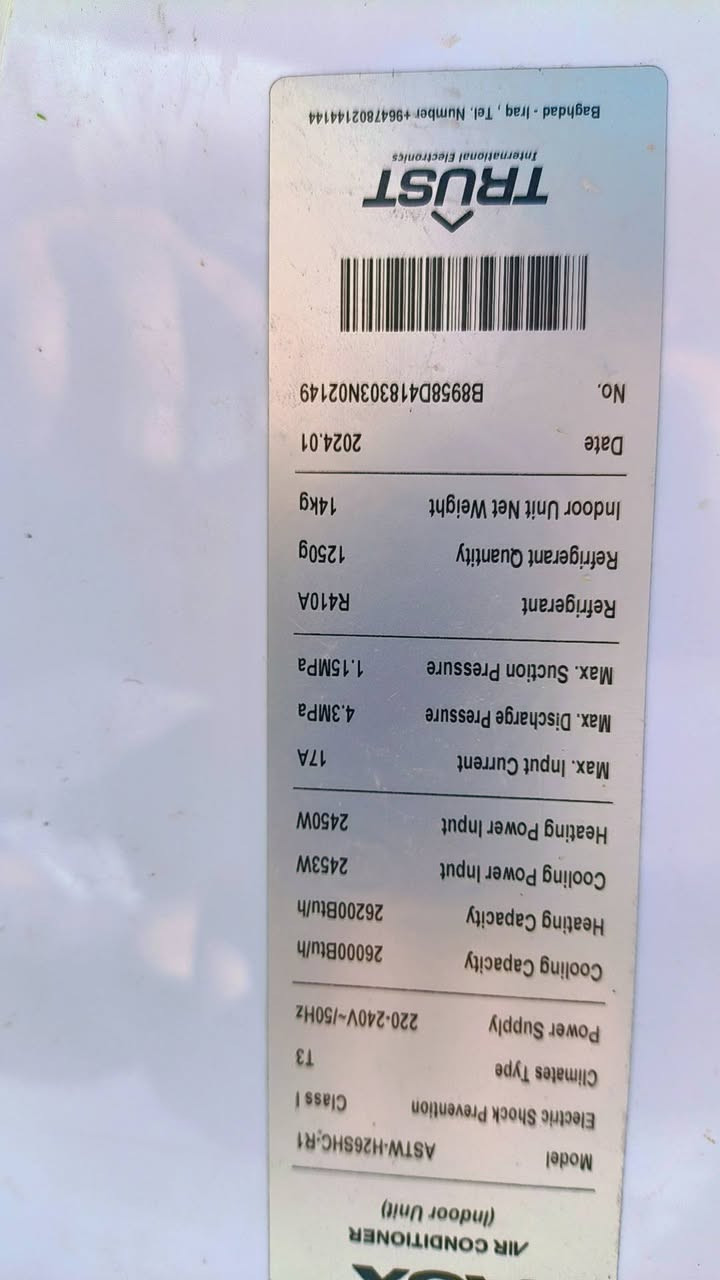 AIR CONDITIONER
(Indoor Unit)
Model ASTW-H26SHC-R1
Electric Shock Prevention Class I
Climates Type T3
Power Supply 220-240V~/50Hz
Cooling Capacity 26000Btu/h
Heating Capacity 26200Btu/h
Cooling Power Input 2453W
Heating Power Input 2450W
Max. Input Current 17A
Max. Discharge Pressure 4.3MPa
Max. Suction Pressure 1.15MPa
Refrigerant R410A
Refrigerant Quantity 1250g
Indoor Unit Net Weight 14kg
Date 2024.01
No. B8958D418303N02149
TRUST
International Electronics
Baghdad - Iraq , Tel. Number +9647802144144